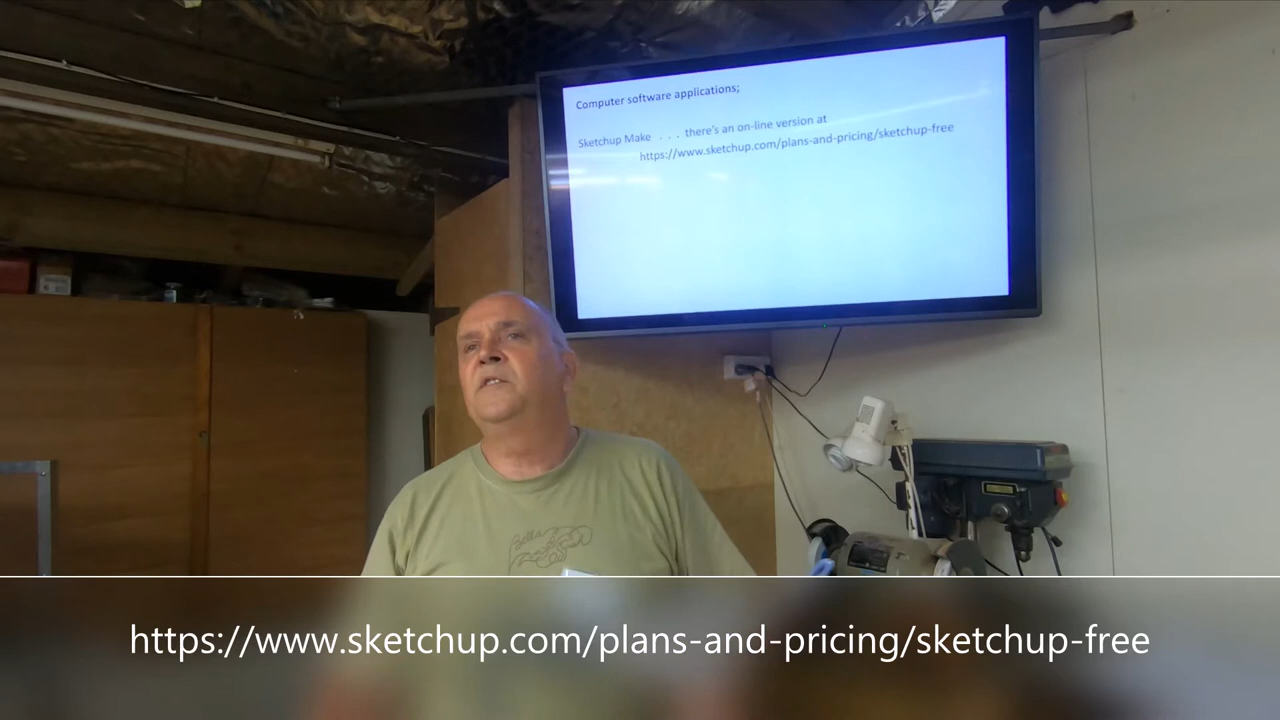 Computer software applications;
Sketchup Make . . . there's an on-line version at
https://www.sketchup.com/plans-and-pricing/sketchup-free
Bells
https://www.sketchup.com/plans-and-pricing/sketchup-free